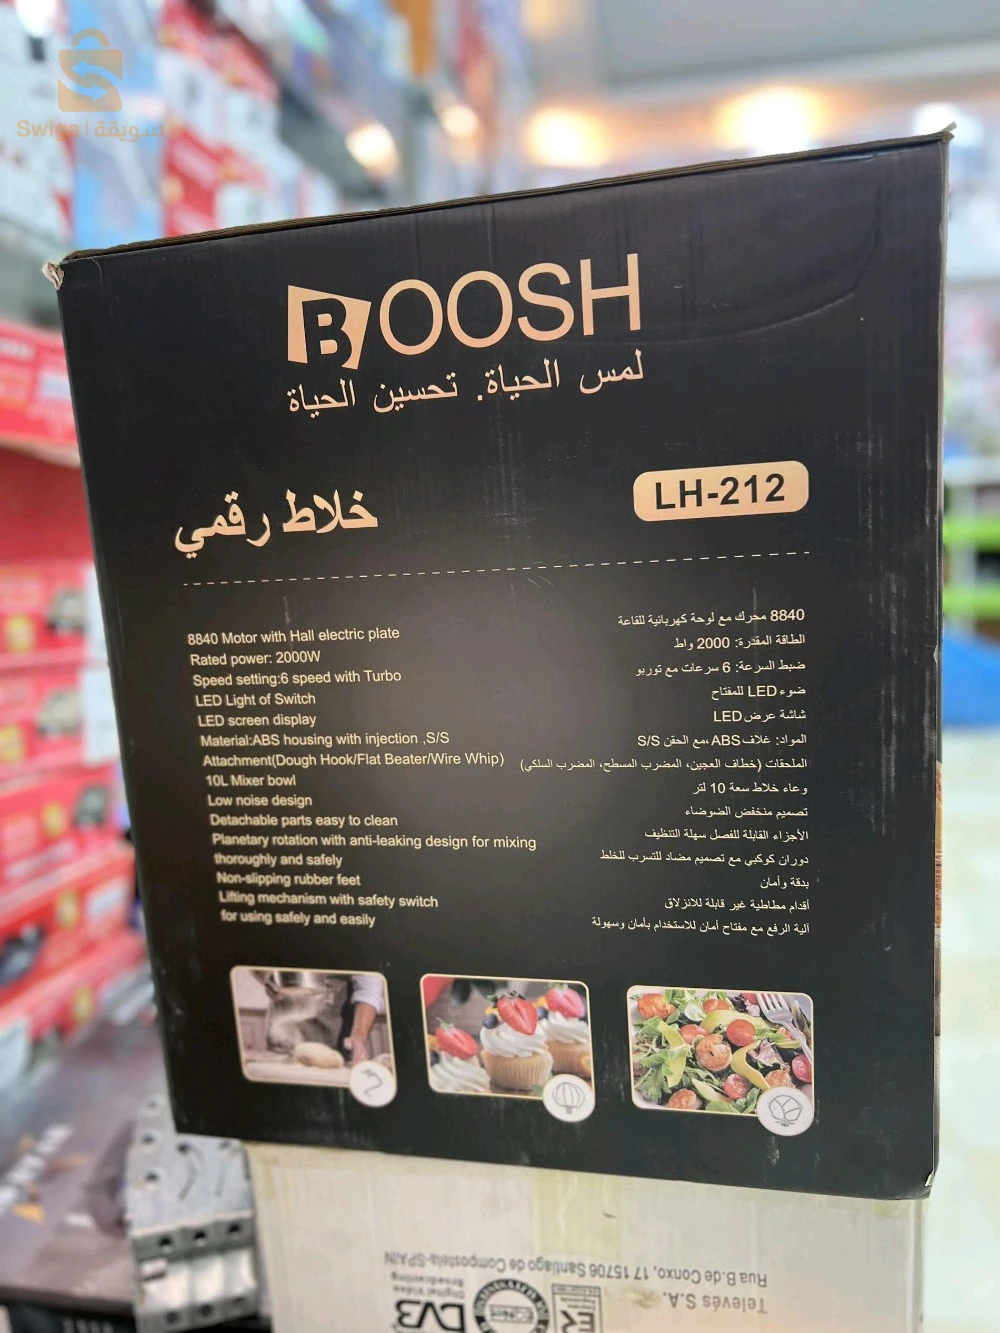 Swiqa | سويقة
BOOSH
لمس الحياة. تحسين الحياة
خلاط رقمي
LH-212
8840 Motor with Hall electric plate
Rated power: 2000W
Speed setting:6 speed with Turbo
LED Light of Switch
LED screen display
Material:ABS housing with injection ,S/S
Attachment(Dough Hook/Flat Beater/Wire Whip)
10L Mixer bowl
Low noise design
Detachable parts easy to clean
Planetary rotation with anti-leaking design for mixing
thoroughly and safely
Non-slipping rubber feet
Lifting mechanism with safety switch
for using safely and easily
8840 محرك مع لوحة كهربائية للقاعة
الطاقة المقدرة: 2000 واط
ضبط السرعة: 6 سرعات مع توربو
ضوء LED للمفتاح
شاشة عرض LED
المواد: غلاف ABS، مع الحقن S/S
الملحقات (خطاف العجين، المضرب المسطح، المضرب السلكي)
وعاء خلاط سعة 10 لتر
تصميم منخفض الضوضاء
الأجزاء القابلة للفصل سهلة التنظيف
دوران كوكبي مع تصميم مضاد للتسرب للخلط
بدقة وأمان
أقدام مطاطية غير قابلة للانزلاق
آلية الرفع مع مفتاح أمان للاستخدام بأمان وسهولة
Televés S.A.
Rua B.de Conxo, 17 15706 Santiago de Compostela-SPAIN
Digital Video
Broadcasting
DVB